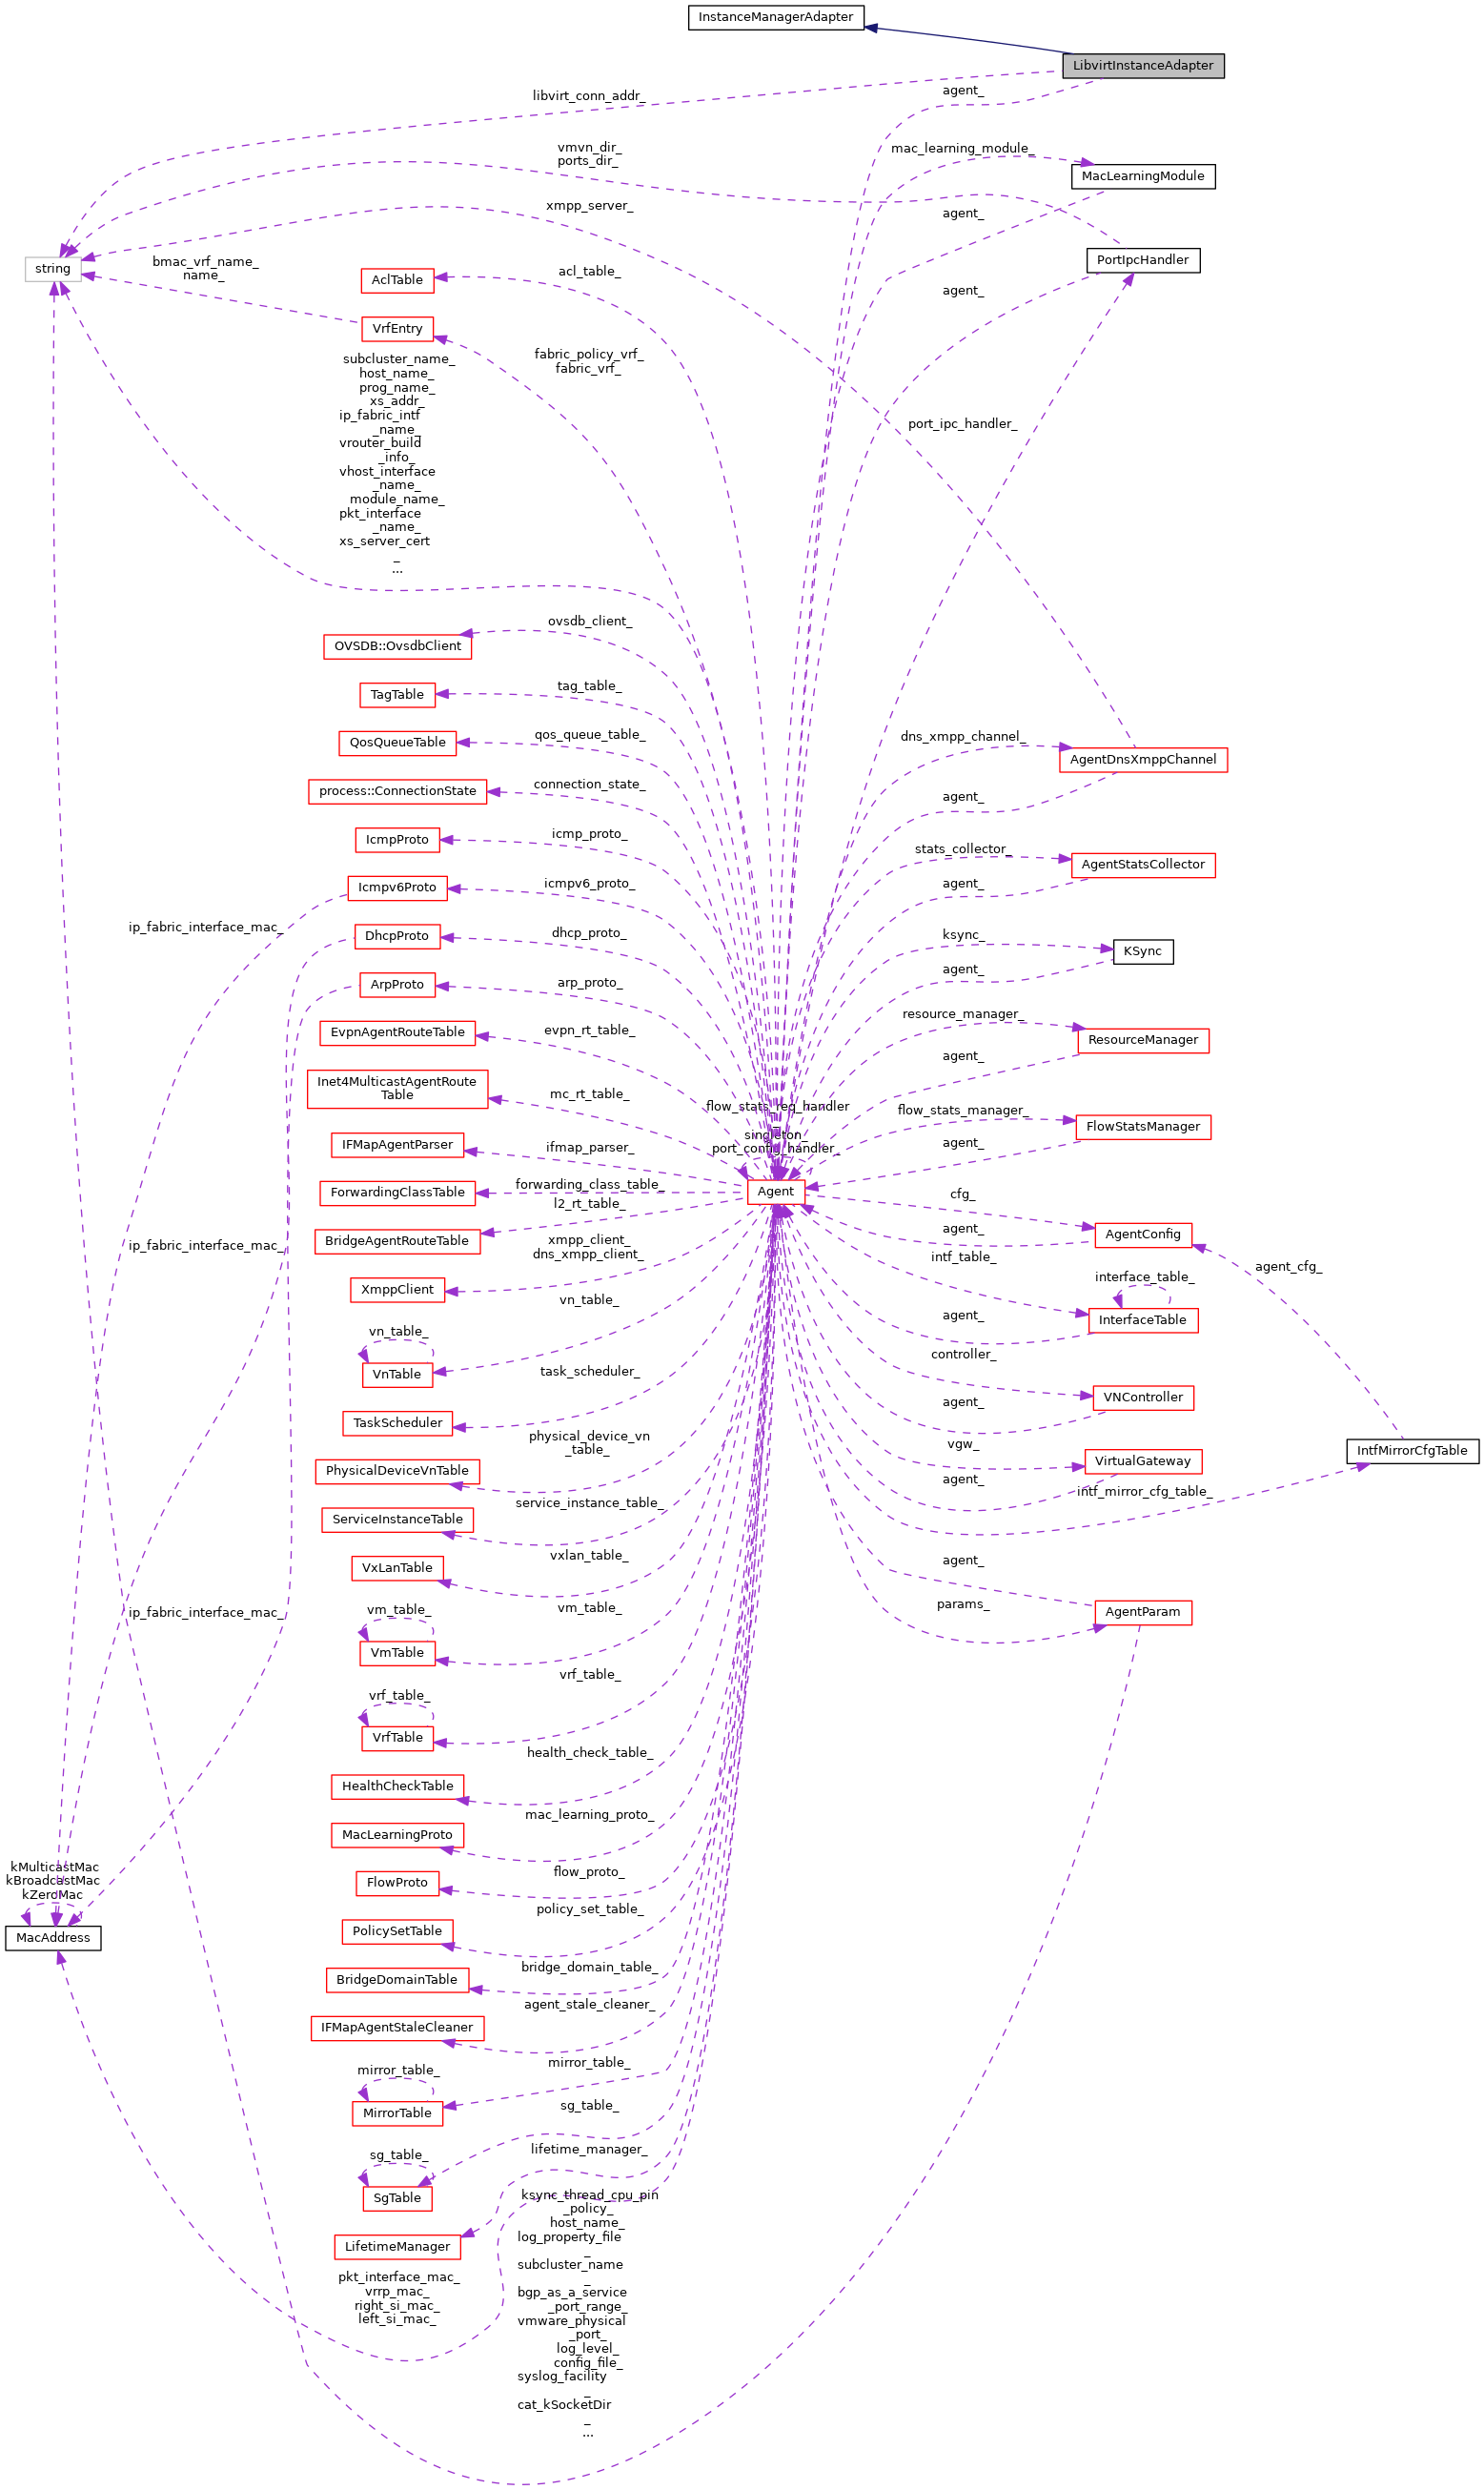 InstanceManagerAdapter
LibvirtInstanceAdapter
libvirt_conn_addr_
agent_
vmvn_dir_
ports_dir_
mac_learning_module_
MacLearningModule
xmpp_server_
agent_
string
bmac_vrf_name_
name_
PortIpcHandler
AclTable
acl_table_
agent_
VrfEntry
fabric_policy_vrf_
fabric_vrf_
subcluster_name_
host_name_
prog_name_
xs_addr_
ip_fabric_intf
_name_
vrouter_build
_info_
vhost_interface
_name_
module_name_
pkt_interface
_name_
xs_server_cert
_
...
port_ipc_handler_
OVSDB::OvsdbClient
ovsdb_client_
TagTable
tag_table_
QosQueueTable
qos_queue_table_
dns_xmpp_channel_
AgentDnsXmppChannel
process::ConnectionState
connection_state_
agent_
IcmpProto
icmp_proto_
stats_collector_
AgentStatsCollector
Icmpv6Proto
icmpv6_proto_
agent_
ip_fabric_interface_mac_
DhcpProto
dhcp_proto_
ksync_
KSync
ArpProto
arp_proto_
agent_
EvpnAgentRouteTable
evpn_rt_table_
resource_manager_
ResourceManager
agent_
Inet4MulticastAgentRoute
Table
mc_rt_table_
flow_stats_req_handler
_
singleton_
port_config_handler_
flow_stats_manager_
FlowStatsManager
IFMapAgentParser
ifmap_parser_
agent_
ForwardingClassTable
forwarding_class_table_
Agent
cfg_
BridgeAgentRouteTable
l2_rt_table_
agent_
AgentConfig
ip_fabric_interface_mac_
xmpp_client_
dns_xmpp_client_
intf_table_
agent_cfg_
XmppClient
interface_table_
InterfaceTable
vn_table_
agent_
vn_table_
VnTable
controller_
VNController
task_scheduler_
agent_
TaskScheduler
physical_device_vn
_table_
vgw_
VirtualGateway
IntfMirrorCfgTable
PhysicalDeviceVnTable
agent_
intf_mirror_cfg_table_
service_instance_table_
ServiceInstanceTable
vxlan_table_
VxLanTable
agent_
ip_fabric_interface_mac_
vm_table_
vm_table_
params_
AgentParam
VmTable
vrf_table_
vrf_table_
VrfTable
health_check_table_
HealthCheckTable
mac_learning_proto_
MacLearningProto
flow_proto_
FlowProto
kMulticastMac
kBroadcastMac
kZeroMac
MacAddress
policy_set_table_
PolicySetTable
bridge_domain_table_
BridgeDomainTable
agent_stale_cleaner_
IFMapAgentStaleCleaner
mirror_table_
mirror_table_
MirrorTable
sg_table_
sg_table_
SgTable
lifetime_manager_
LifetimeManager
pkt_interface_mac_
vrrp_mac_
right_si_mac_
left_si_mac_
ksync_thread_cpu_pin
_policy_
host_name_
log_property_file
_
subcluster_name
_
bgp_as_a_service
_port_range_
vmware_physical
_port_
log_level_
config_file_
syslog_facility
_
cat_kSocketDir
_
...